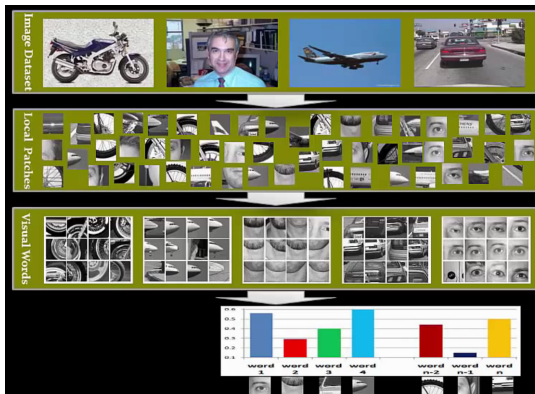 Image Dataset
Local Patches
Visual Words
0.6
0.5
0.4
0.3
0.2
0.1
word 1
word 2
word 3
word 4
word n-2
word n-1
word n